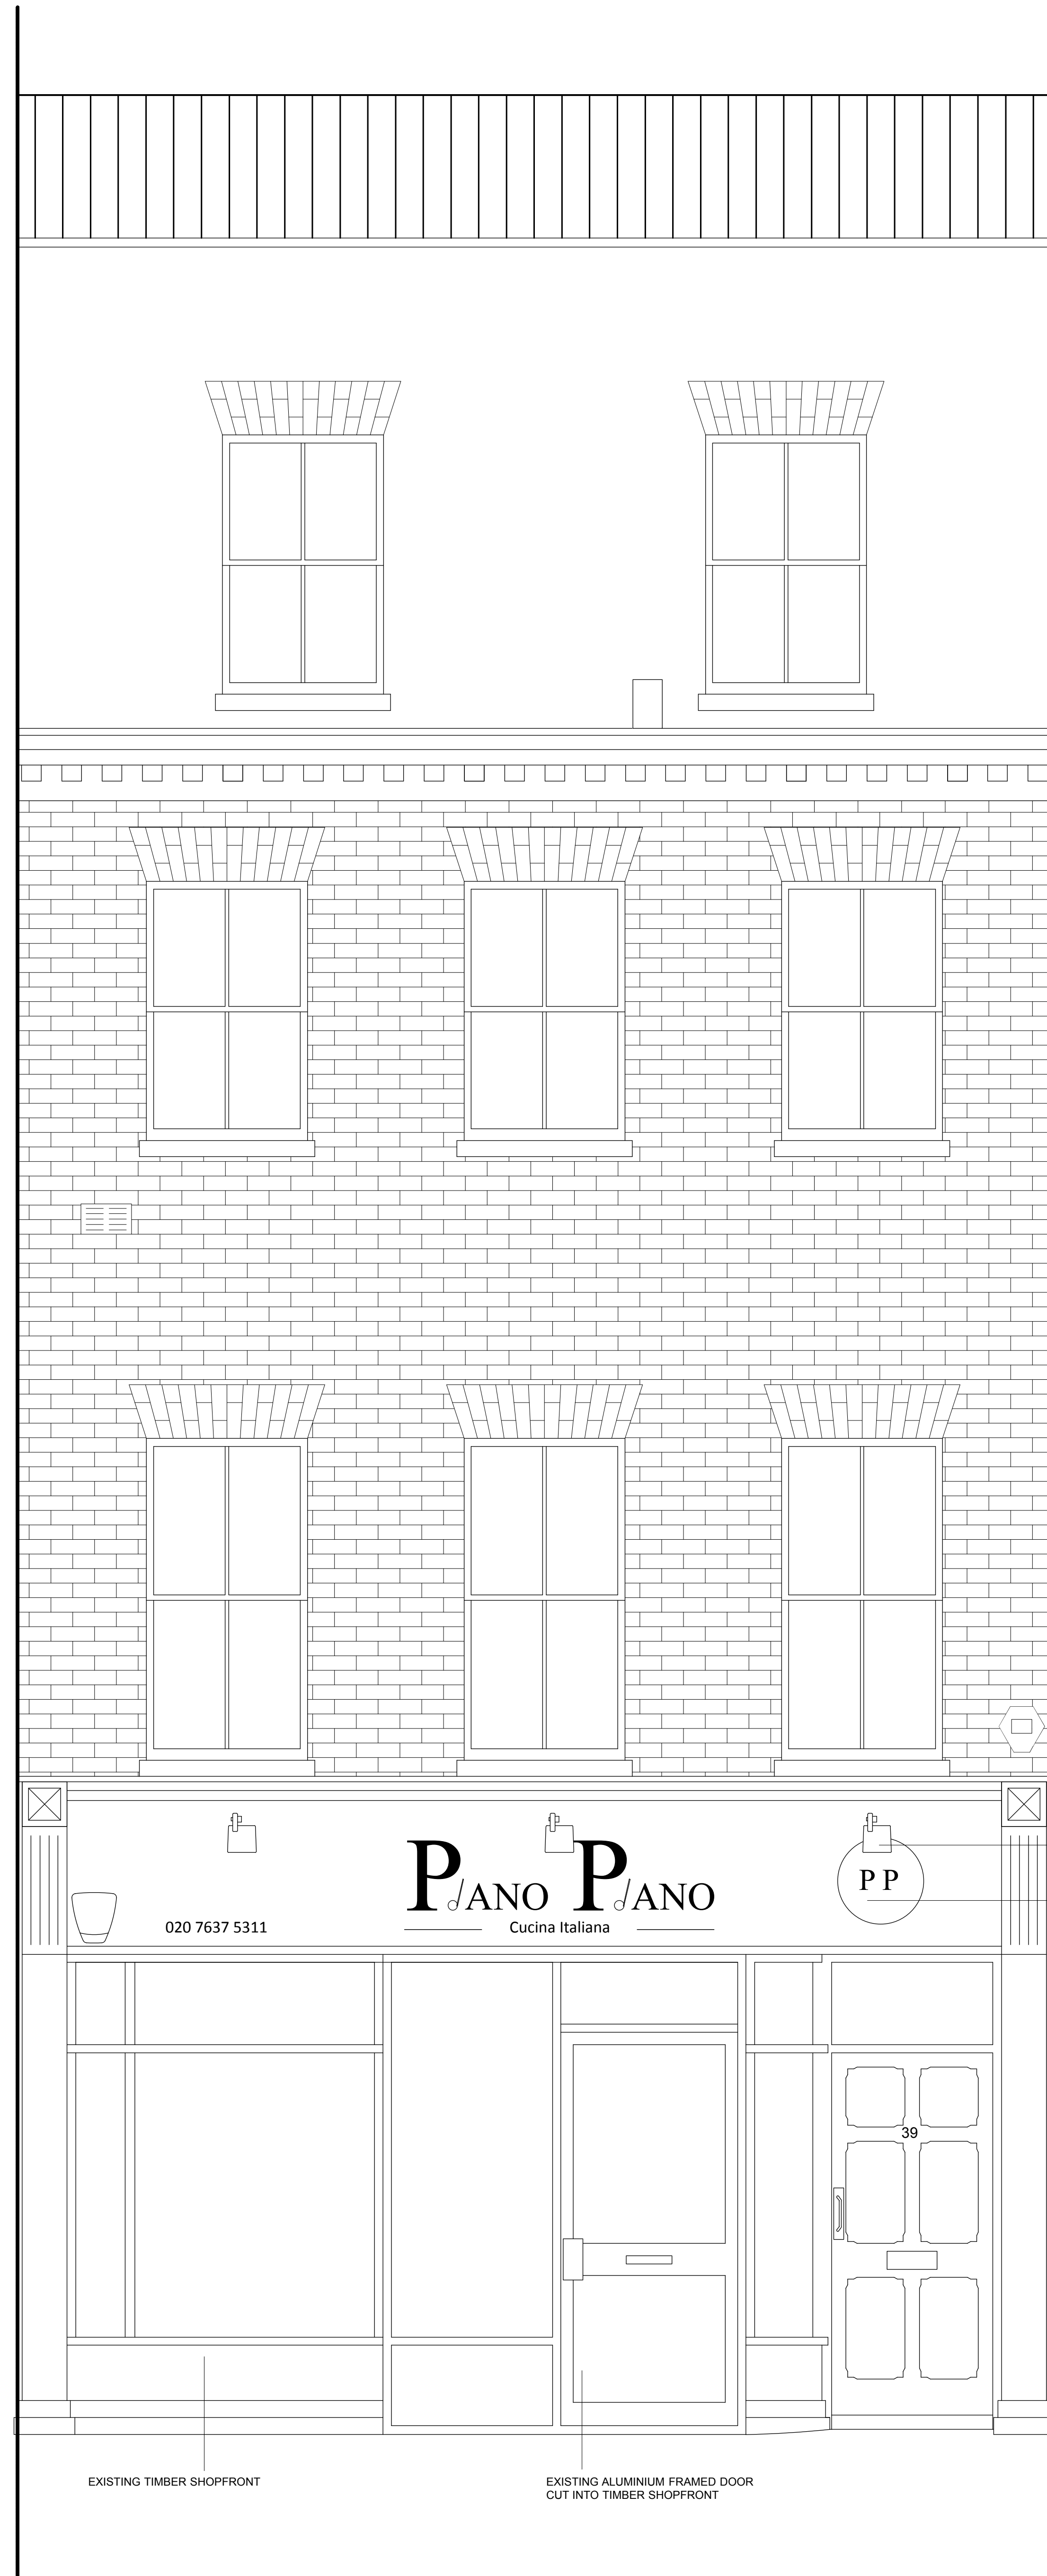 PIANO PIANO
Cucina Italiana
020 7637 5311
P P
39
EXISTING TIMBER SHOPFRONT
EXISTING ALUMINIUM FRAMED DOOR
CUT INTO TIMBER SHOPFRONT